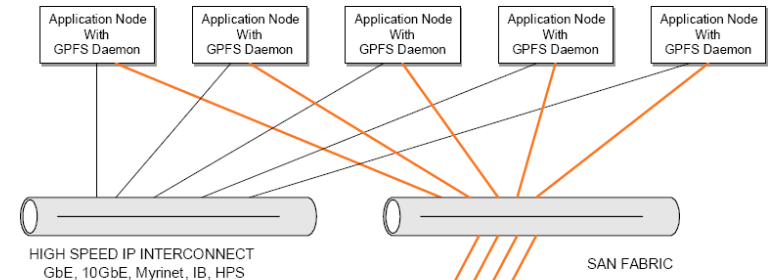 Application Node
With
GPFS Daemon
Application Node
With
GPFS Daemon
Application Node
With
GPFS Daemon
Application Node
With
GPFS Daemon
Application Node
With
GPFS Daemon
HIGH SPEED IP INTERCONNECT
GbE, 10GbE, Myrinet, IB, HPS
SAN FABRIC